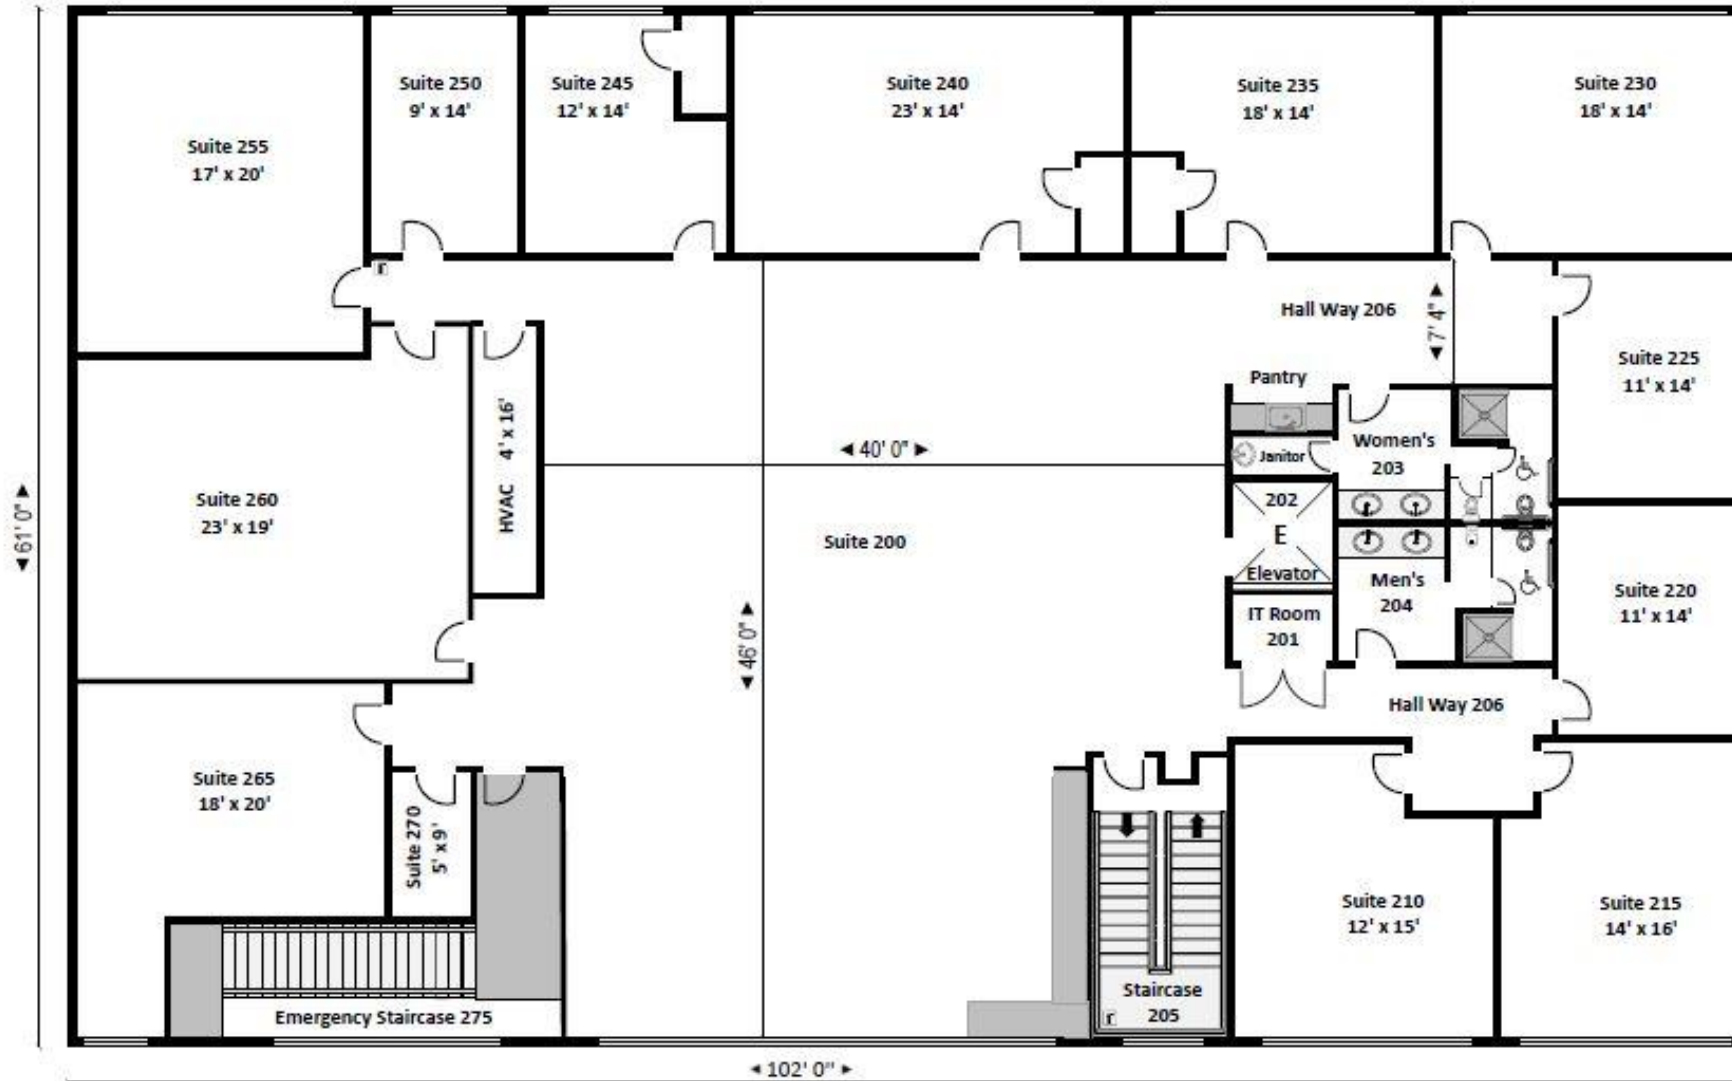 Suite 250
9' x 14'
Suite 245
12' x 14'
Suite 240
23' x 14'
Suite 235
18' x 14'
Suite 230
18' x 14'
Suite 255
17' x 20'
Hall Way 206
7' 4"
Suite 225
11' x 14'
Pantry
HVAC 4' x 16'
40' 0"
Women's
203
Janitor
Suite 260
23' x 19'
202
E
Elevator
61' 0"
Suite 200
Men's
204
Suite 220
11' x 14'
IT Room
201
46' 0"
Hall Way 206
Suite 265
18' x 20'
Suite 270
5' x 9'
Suite 210
12' x 15'
Suite 215
14' x 16'
Staircase
205
Emergency Staircase 275
102' 0"